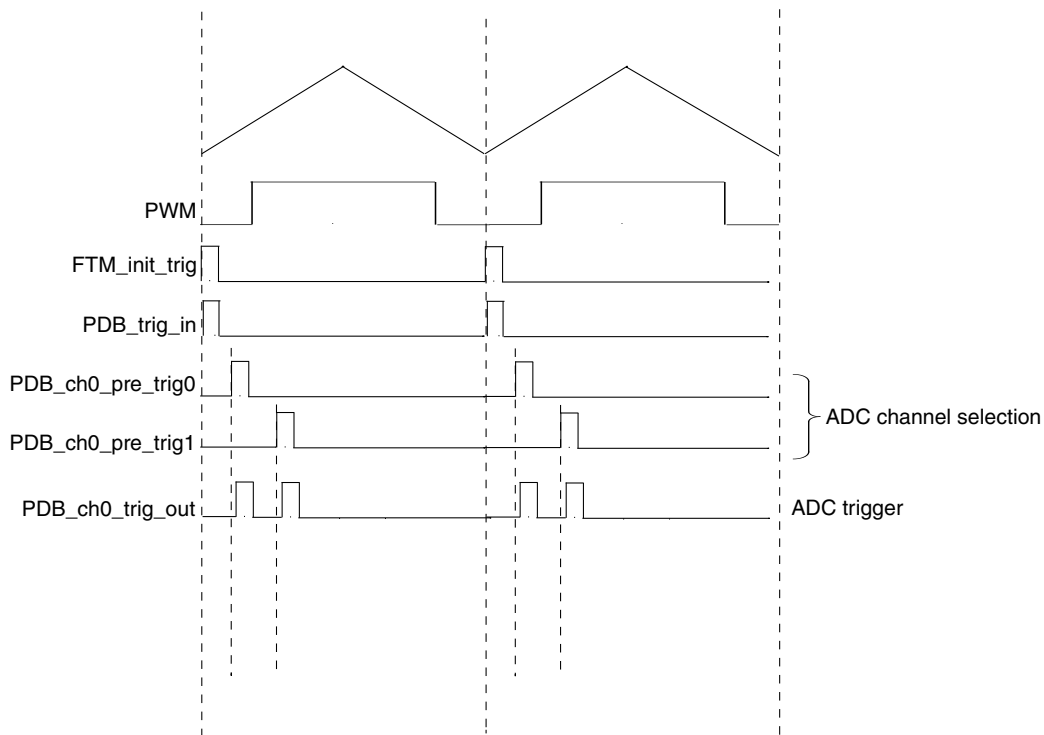 PWM
FTM_init_trig
PDB_trig_in
PDB_ch0_pre_trig0
ADC channel selection
PDB_ch0_pre_trig1
PDB_ch0_trig_out
ADC trigger